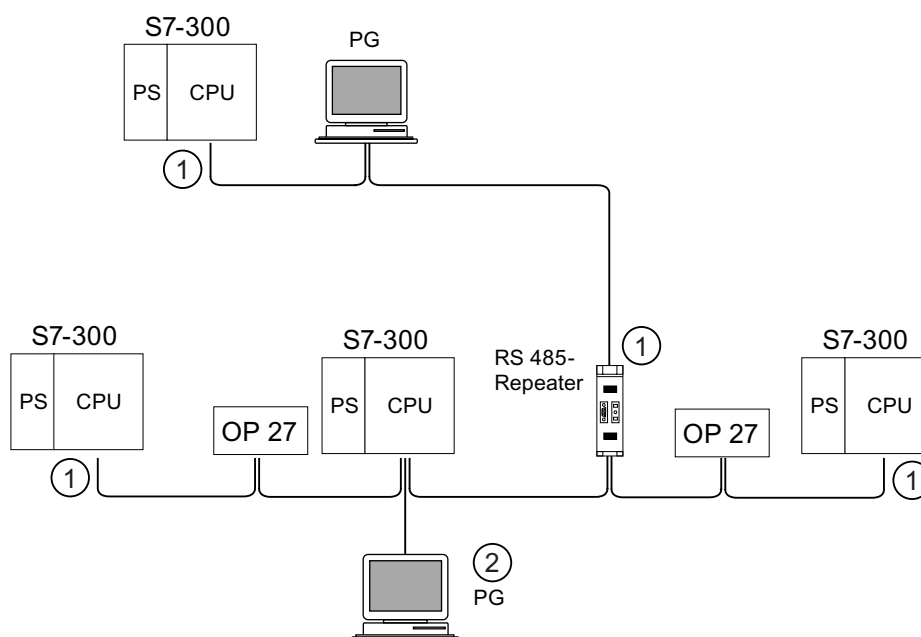 S7-300
PG
PS CPU
1
S7-300
S7-300
RS 485-
Repeater
1
S7-300
PS CPU
OP 27
PS CPU
OP 27
PS CPU
1
1
2
PG